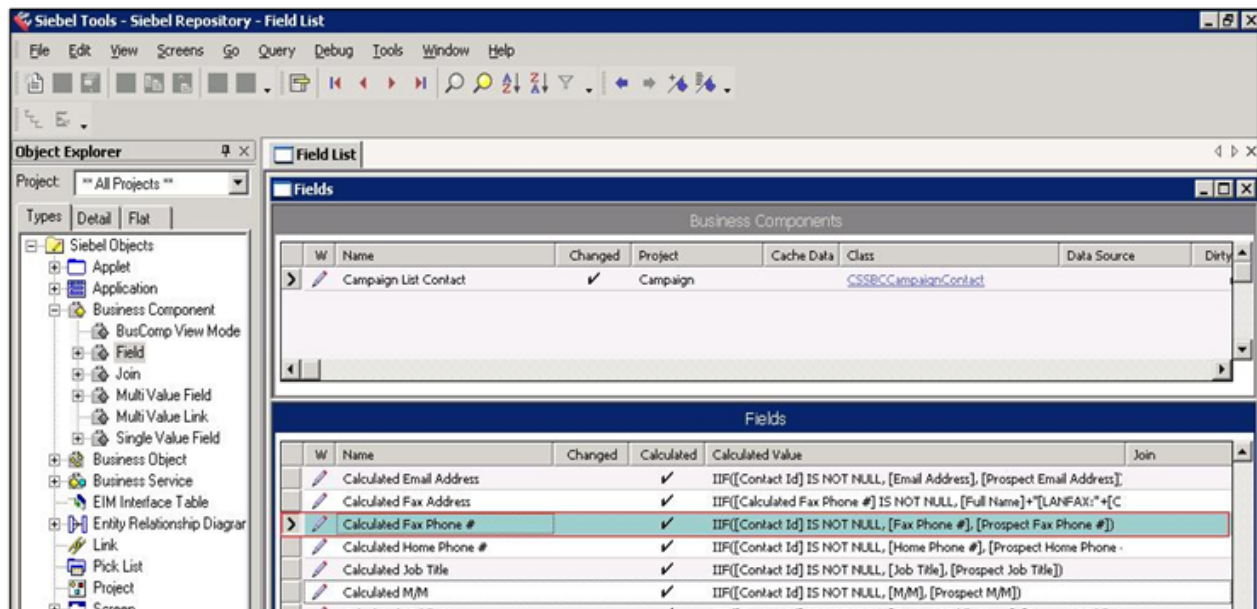 Siebel Tools - Siebel Repository - Field List
File Edit View Screens Go Query Debug Tools Window Help
Object Explorer
Field List
Project: ** All Projects **
Fields
Types Detail Flat
Business Components
Siebel Objects
W Name Changed Project Cache Data Class Data Source Dirty
Applet
Campaign List Contact ✔ Campaign CSSBCCampaignContact
Application
Business Component
BusComp View Mode
Field
Join
Multi Value Field
Multi Value Link
Fields
Single Value Field
W Name Changed Calculated Calculated Value Join
Business Object
Calculated Email Address ✔ IIF([Contact Id] IS NOT NULL, [Email Address], [Prospect Email Address])
Business Service
Calculated Fax Address ✔ IIF([Calculated Fax Phone #] IS NOT NULL, [Full Name]+"[LANFAX:"+[C
EIM Interface Table
Calculated Fax Phone # ✔ IIF([Contact Id] IS NOT NULL, [Fax Phone #], [Prospect Fax Phone #])
Entity Relationship Diagrar
Calculated Home Phone # ✔ IIF([Contact Id] IS NOT NULL, [Home Phone #], [Prospect Home Phone
Link
Calculated Job Title ✔ IIF([Contact Id] IS NOT NULL, [Job Title], [Prospect Job Title])
Pick List
Calculated M/M ✔ IIF([Contact Id] IS NOT NULL, [M/M], [Prospect M/M])
Project
Screen